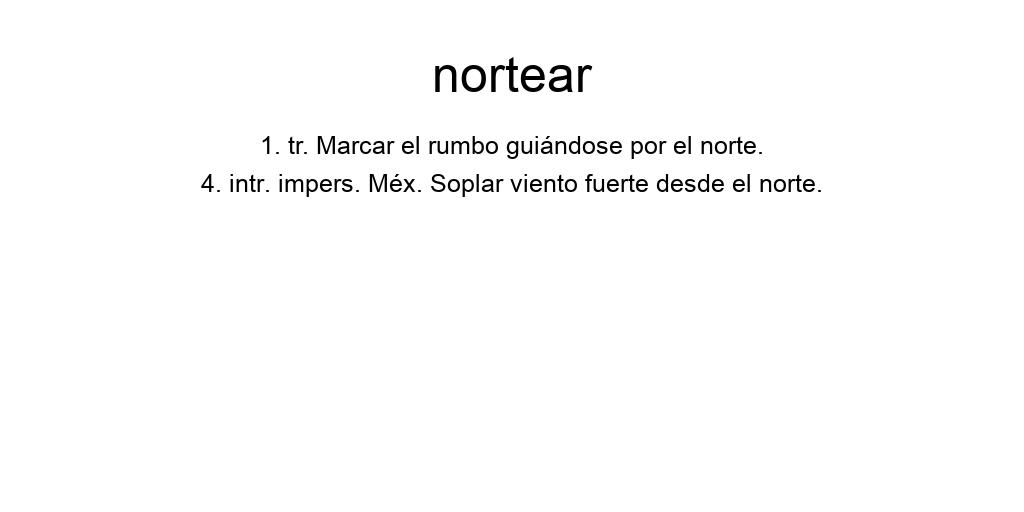 nortear
1. tr. Marcar el rumbo guiándose por el norte.
4. intr. impers. Méx. Soplar viento fuerte desde el norte.